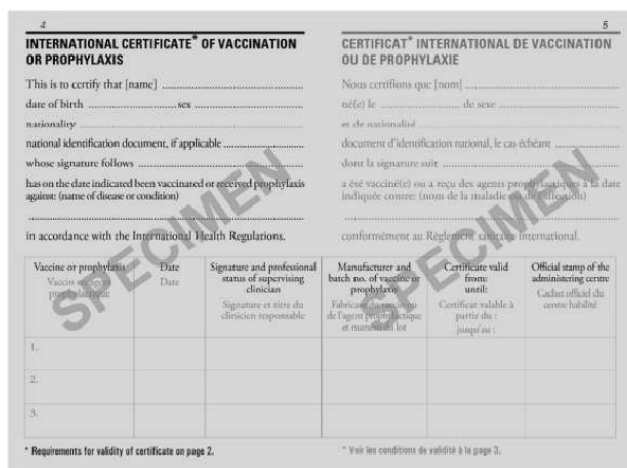 4
INTERNATIONAL CERTIFICATE* OF VACCINATION
OR PROPHYLAXIS
This is to certify that [name]
date of birth sex
nationality
national identification document, if applicable
whose signature follows
has on the date indicated been vaccinated or received prophylaxis
against: (name of disease or condition)
in accordance with the International Health Regulations.
5
CERTIFICAT* INTERNATIONAL DE VACCINATION
OU DE PROPHYLAXIE
Nous certifions que [nom]
né(e) le de sexe
et de nationalité
document d'identification national, le cas échéant
dont la signature suit
a été vacciné(e) ou a reçu des agents prophylactiques à la date
indiquée contre: (nom de la maladie ou de l'affection)
conformément au Règlement sanitaire international.
SPECIMEN
SPECIMEN
Vaccine or prophylaxis
Vaccin ou agent
prophylactique
Date
Date
Signature and professional
status of supervising
clinician
Signature et titre du
clinicien responsable
Manufacturer and
batch no. of vaccine or
prophylaxis
Fabricant du vaccin ou
de l'agent prophylactique
et numéro du lot
Certificate valid
from:
until:
Certificat valable à
partir du :
jusqu'au :
Official stamp of the
administering centre
Cachet officiel du
centre habilité
1.
2.
3.
* Requirements for validity of certificate on page 2.
* Voir les conditions de validité à la page 3.